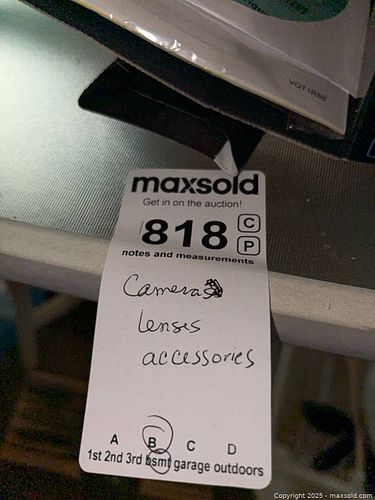 VQT1R66
maxsold
Get in on the auction!
818 C
P
notes and measurements
Cameras
lenses
accessories
A B C D
1st 2nd 3rd bsmt garage outdoors
Copyright 2025 - maxsold.com